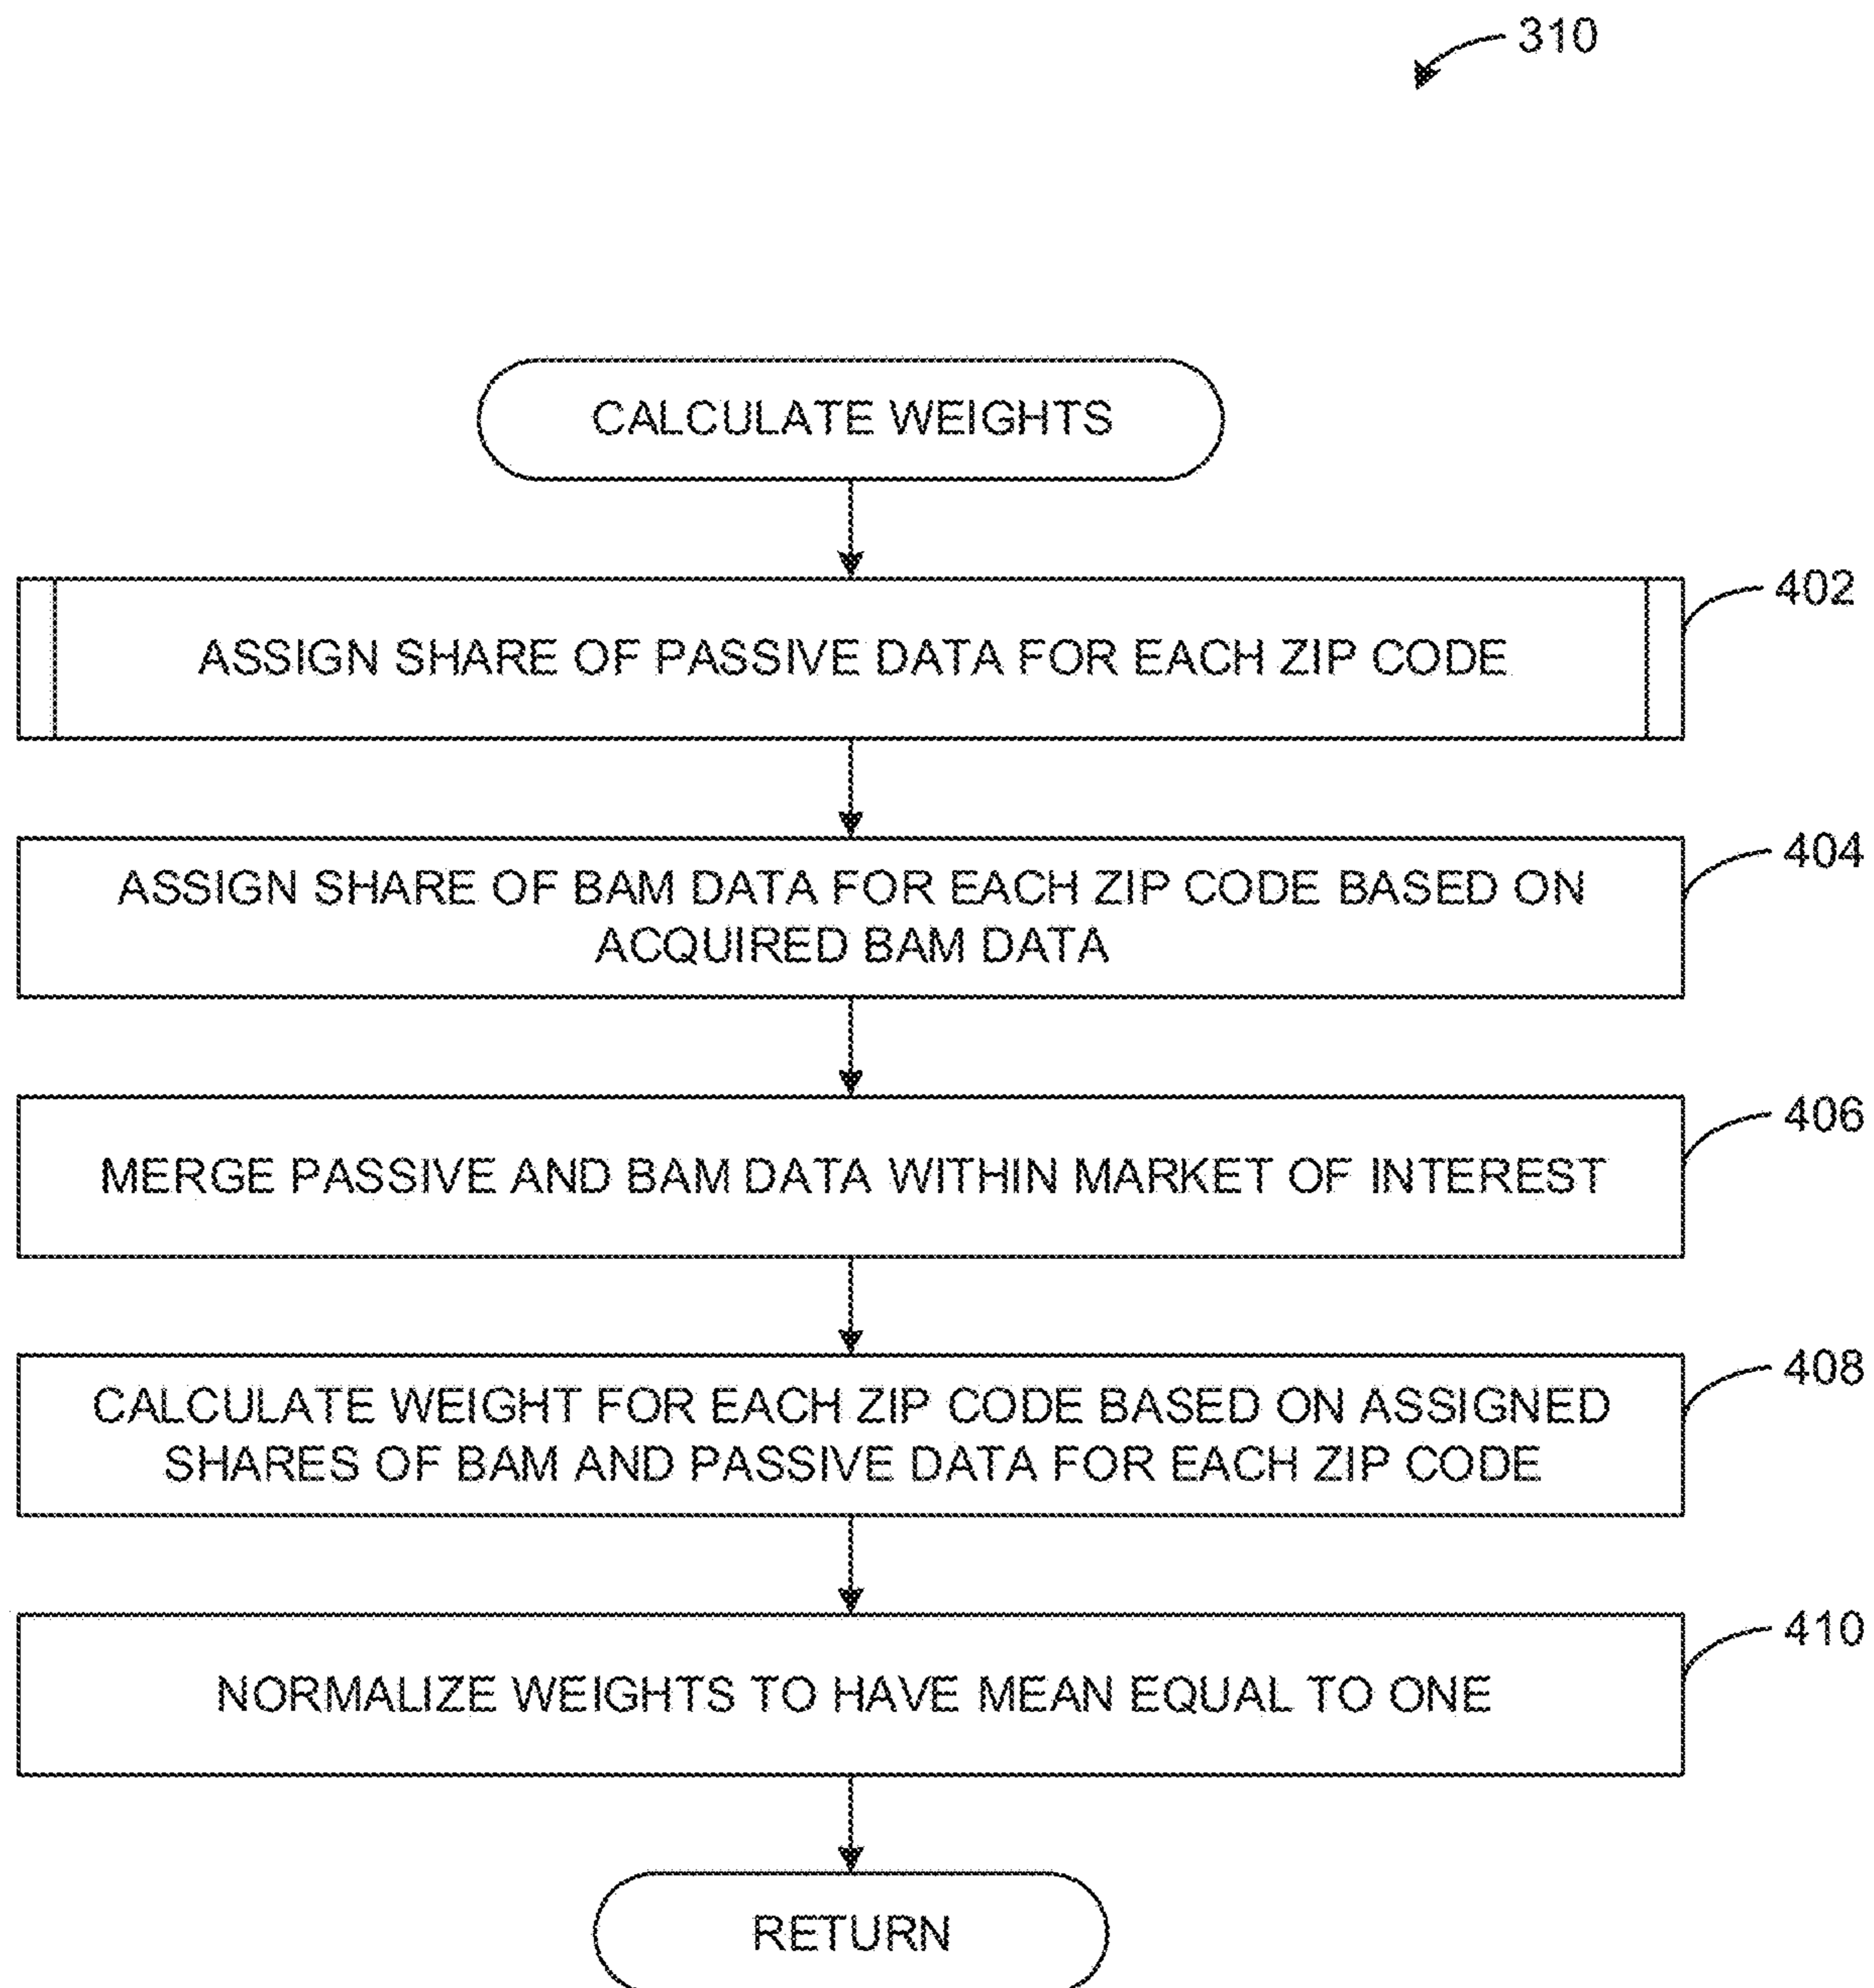 310
CALCULATE WEIGHTS
402
ASSIGN SHARE OF PASSIVE DATA FOR EACH ZIP CODE
404
ASSIGN SHARE OF BAM DATA FOR EACH ZIP CODE BASED ON
ACQUIRED BAM DATA
406
MERGE PASSIVE AND BAM DATA WITHIN MARKET OF INTEREST
408
CALCULATE WEIGHT FOR EACH ZIP CODE BASED ON ASSIGNED
SHARES OF BAM AND PASSIVE DATA FOR EACH ZIP CODE
410
NORMALIZE WEIGHTS TO HAVE MEAN EQUAL TO ONE
RETURN